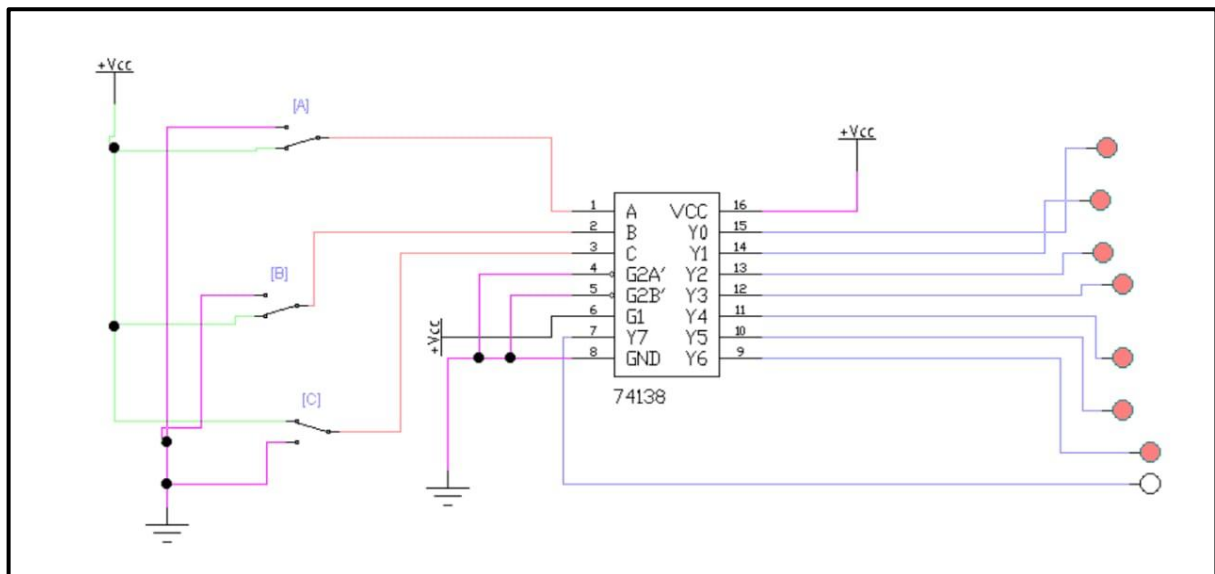 +Vcc
[A]
+Vcc
1 A VCC 16
2 B Y0 15
3 C Y1 14
[B]
4 G2A' Y2 13
5 G2B' Y3 12
6 G1 Y4 11
+Vcc
7 Y7 Y5 10
8 GND Y6 9
[C]
74138